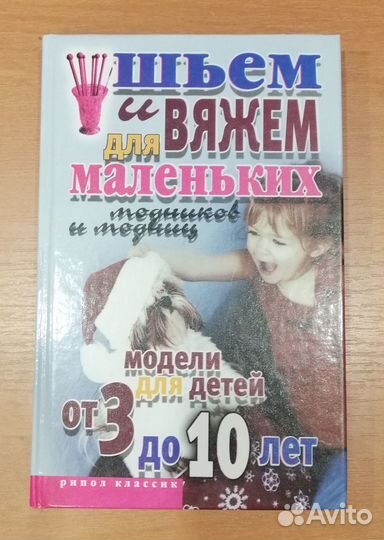 шьем
и ВЯЖЕМ
для
маленьких
модников
и модниц
модели
для детей
от 3 до 10 лет
рипол классик
Avito